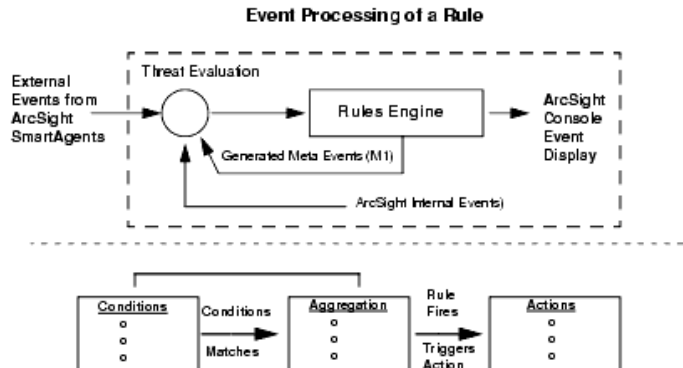 Event Processing of a Rule
Threat Evaluation
External
Events from
ArcSight
SmartAgents
Rules Engine
ArcSight
Console
Event
Display
Generated Meta Events (M1)
ArcSight Internal Events)
Conditions
Conditions
Matches
Aggregation
Rule
Fires
Triggers
Action
Actions